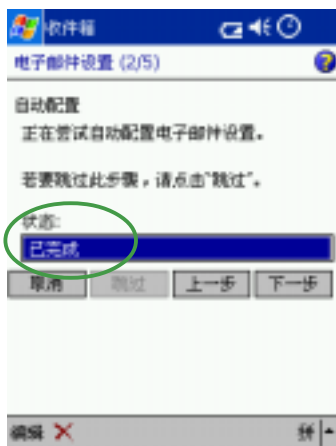 收件箱
电子邮件设置 (2/5)
自动配置
正在尝试自动配置电子邮件设置。
若要跳过此步骤，请点击"跳过"。
状态:
已完成
取消 跳过 上一步 下一步
编辑 拼